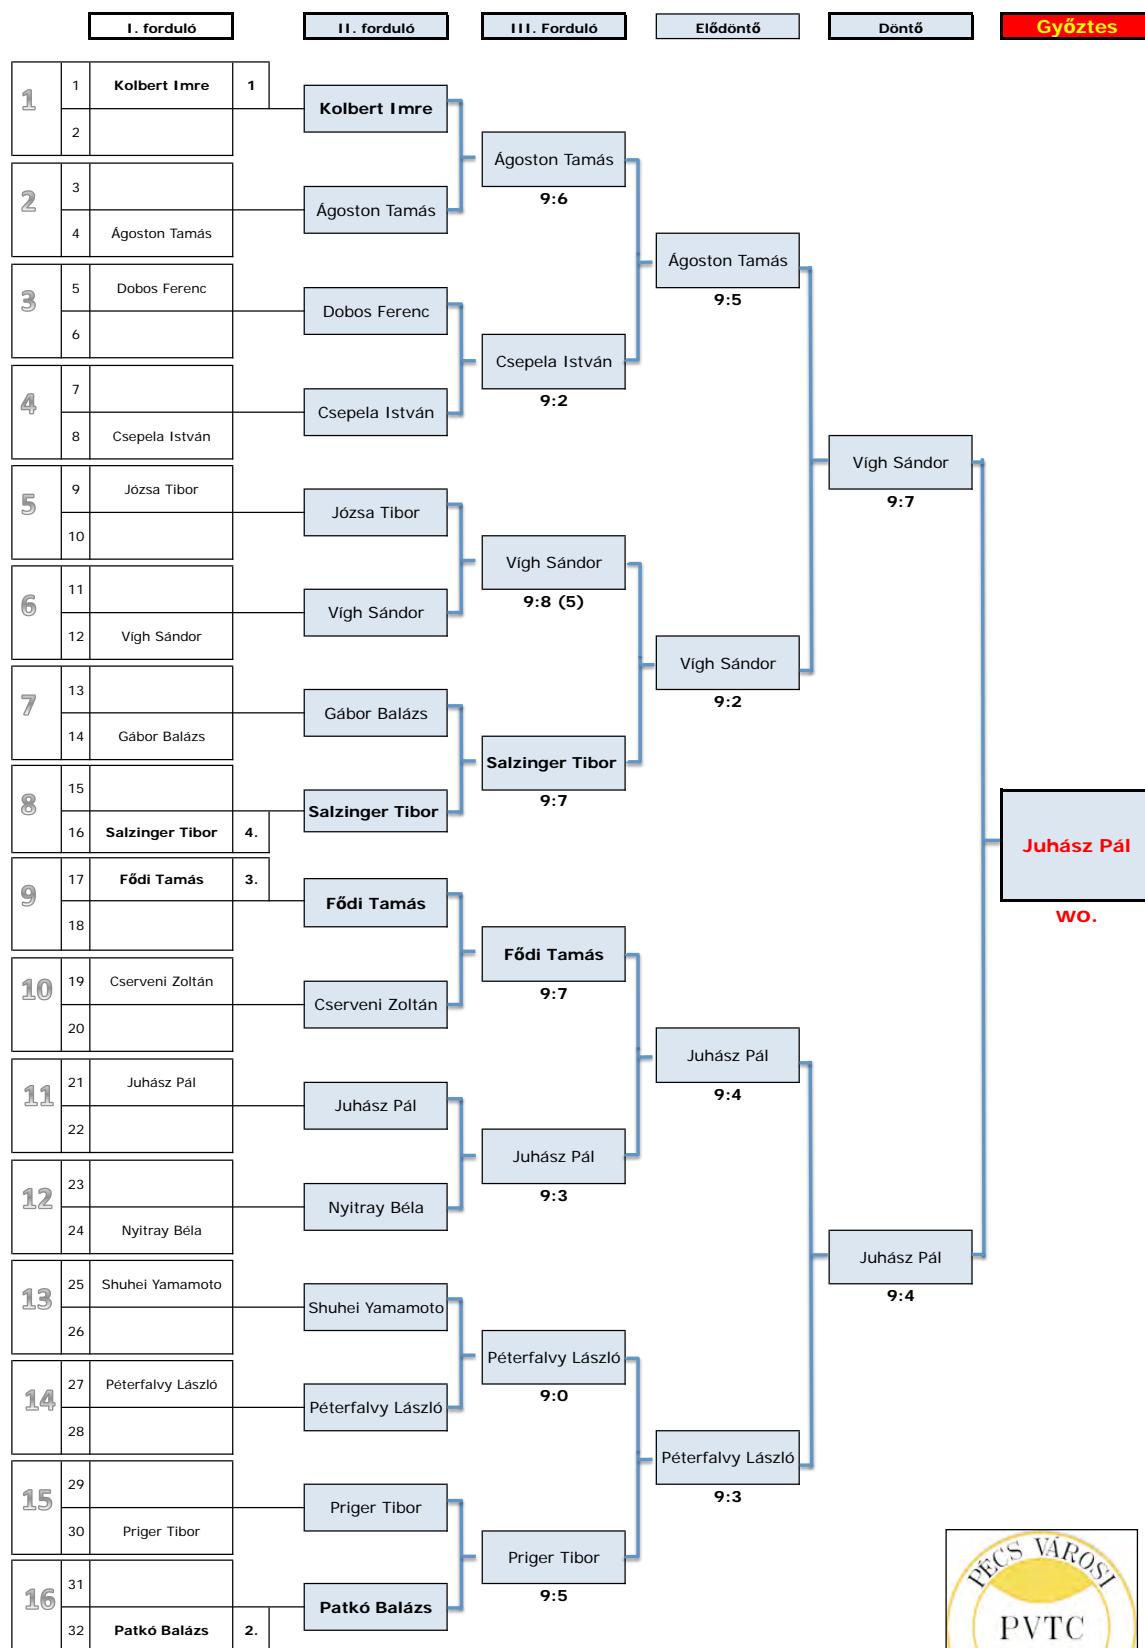 I. forduló II. forduló III. Forduló Elődöntő Döntő Győztes
1 1 Kolbert Imre 1
2
Kolbert Imre
Ágoston Tamás
9:6
2 3
4 Ágoston Tamás
Ágoston Tamás
Ágoston Tamás
9:5
3 5 Dobos Ferenc
6
Dobos Ferenc
Csepela István
9:2
4 7
8 Csepela István
Csepela István
Vígh Sándor
9:7
5 9 Józsa Tibor
10
Józsa Tibor
Vígh Sándor
9:8 (5)
6 11
12 Vígh Sándor
Vígh Sándor
Vígh Sándor
9:2
7 13
14 Gábor Balázs
Gábor Balázs
Salzinger Tibor
9:7
8 15
16 Salzinger Tibor 4.
Salzinger Tibor
Juhász Pál
wo.
9 17 Fődi Tamás 3.
18
Fődi Tamás
Fődi Tamás
9:7
10 19 Cserveni Zoltán
20
Cserveni Zoltán
Juhász Pál
9:4
11 21 Juhász Pál
22
Juhász Pál
Juhász Pál
9:3
12 23
24 Nyitray Béla
Nyitray Béla
Juhász Pál
9:4
13 25 Shuhei Yamamoto
26
Shuhei Yamamoto
Péterfalvy László
9:0
14 27 Péterfalvy László
28
Péterfalvy László
Péterfalvy László
9:3
15 29
30 Priger Tibor
Priger Tibor
Priger Tibor
9:5
16 31
32 Patkó Balázs 2.
Patkó Balázs
PÉCS VÁROSI
PVTC